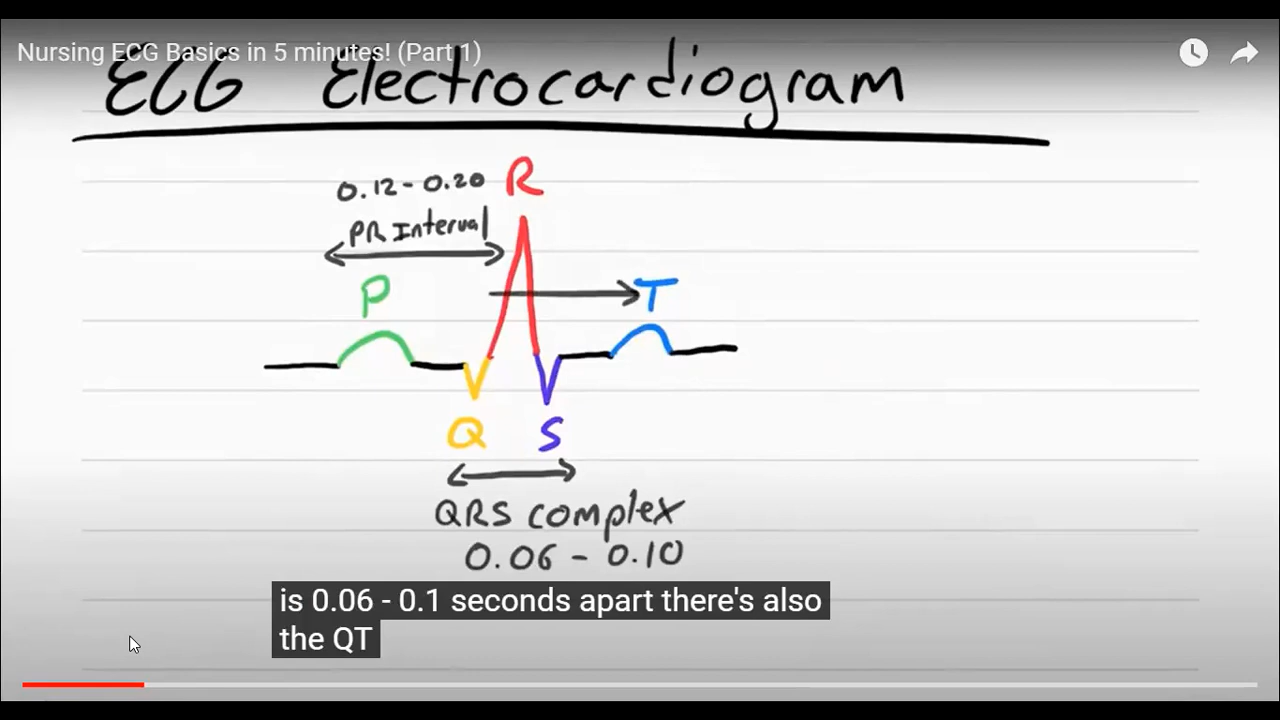 Nursing ECG Basics in 5 minutes! (Part 1)
ECG Electrocardiogram
0.12 - 0.20 R
PR Interval
P T
Q S
QRS complex
0.06 - 0.10
is 0.06 - 0.1 seconds apart there's also
the QT